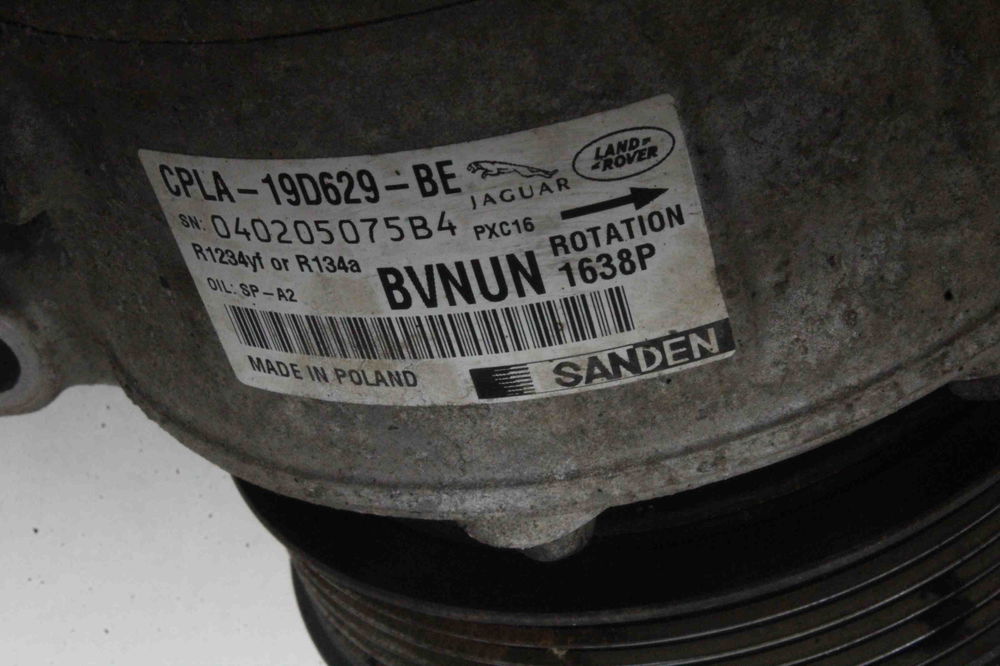 CPLA-19D629-BE
JAGUAR
LAND ROVER
SN: 040205075B4
PXC16
ROTATION
R1234yf or R134a
BVNUN
1638P
OIL: SP-A2
MADE IN POLAND
SANDEN